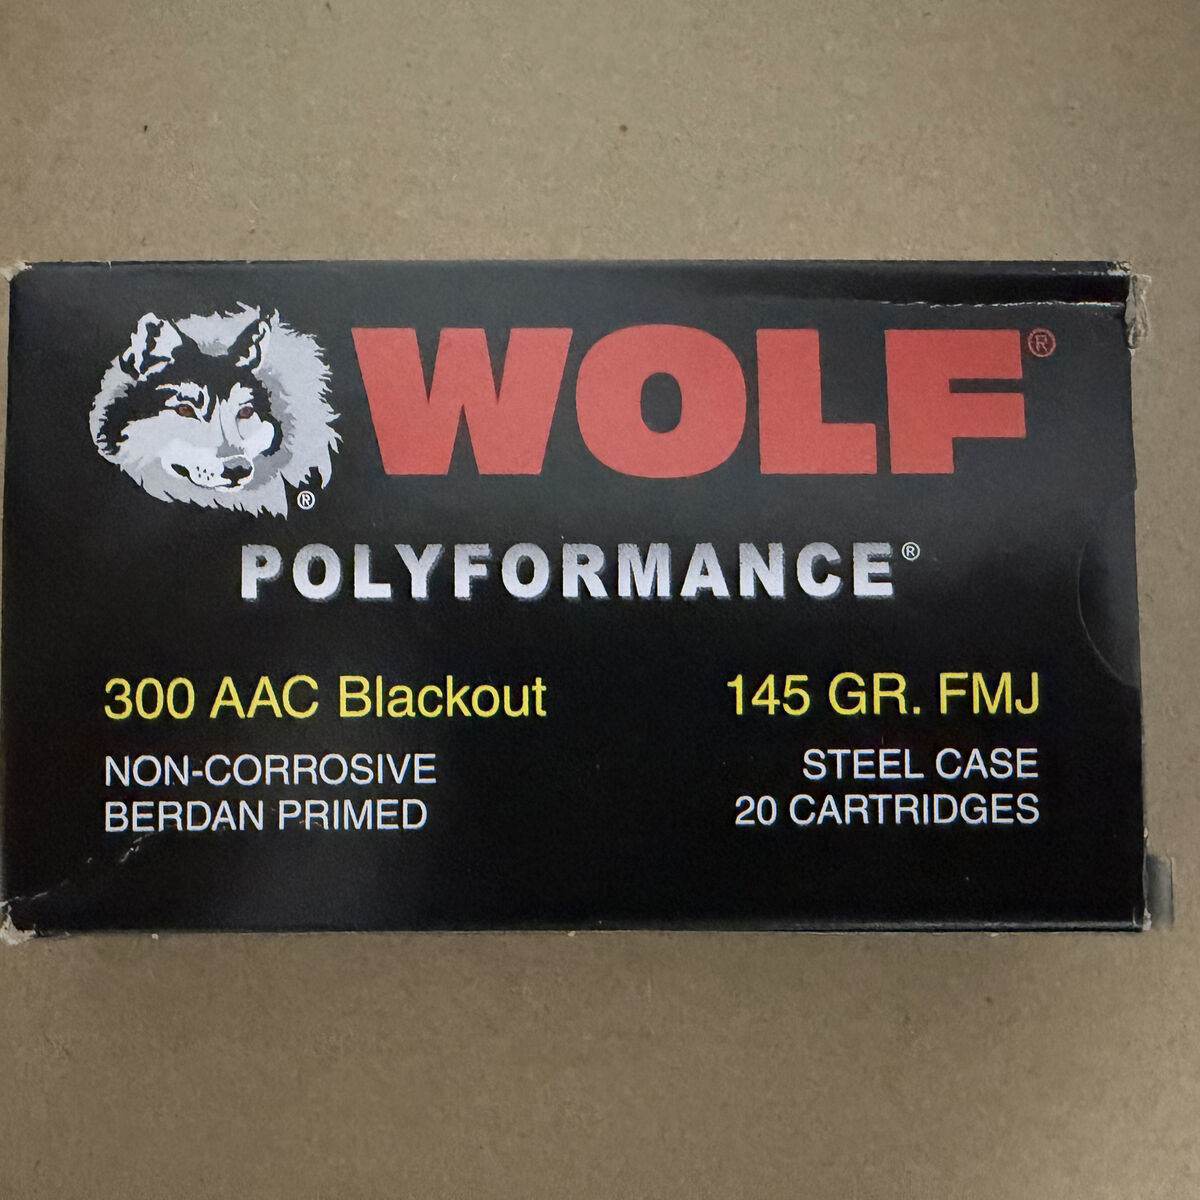 WOLF®
®
POLYFORMANCE®
300 AAC Blackout
NON-CORROSIVE
BERDAN PRIMED
145 GR. FMJ
STEEL CASE
20 CARTRIDGES